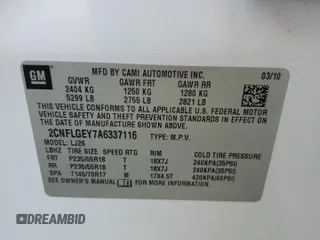 GM
MFD BY CAMI AUTOMOTIVE INC. 03/10
GVWR GAWR FRT GAWR RR
2404 KG 1250 KG 1280 KG
5299 LB 2755 LB 2821 LB
THIS VEHICLE CONFORMS TO ALL APPLICABLE
U.S. FEDERAL MOTOR
VEHICLE SAFETY, BUMPER, AND THEFT PREVENTION
STANDARDS IN EFFECT ON THE DATE OF
MANUFACTURE SHOWN ABOVE.
2CNFLGEY7A6337116 TYPE: M.P.V.
MODEL: LJ26
LBHZ TIRE SIZE SPEED RTG RIM COLD TIRE PRESSURE
FRT P235/55R18 T 18X7J 240KPA(35PSI)
RR P235/55R18 T 18X7J 240KPA(35PSI)
SPA T145/70R17 M 17X4.5T 420KPA(60PSI)
SEE OWNER'S MANUAL
DREAMBID